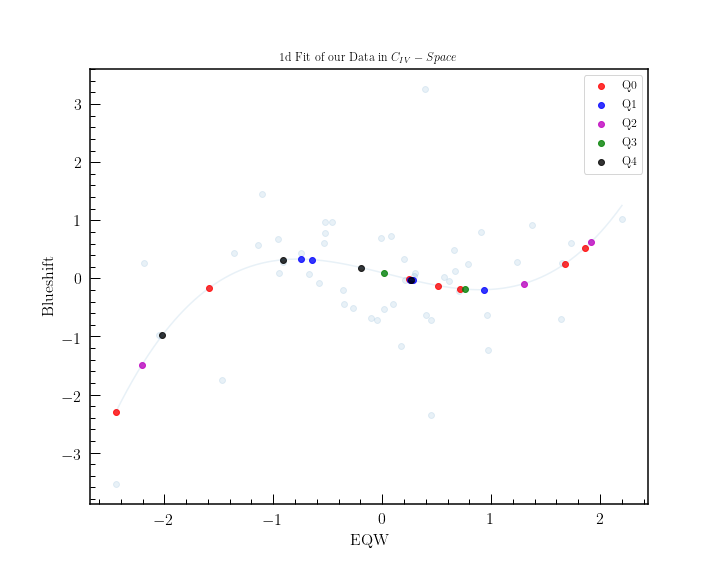 1d Fit of our Data in $C_{IV} - Space$
Q0
Q1
Q2
Q3
Q4
3
2
1
0
−1
−2
−3
Blueshift
−2 −1 0 1 2
EQW